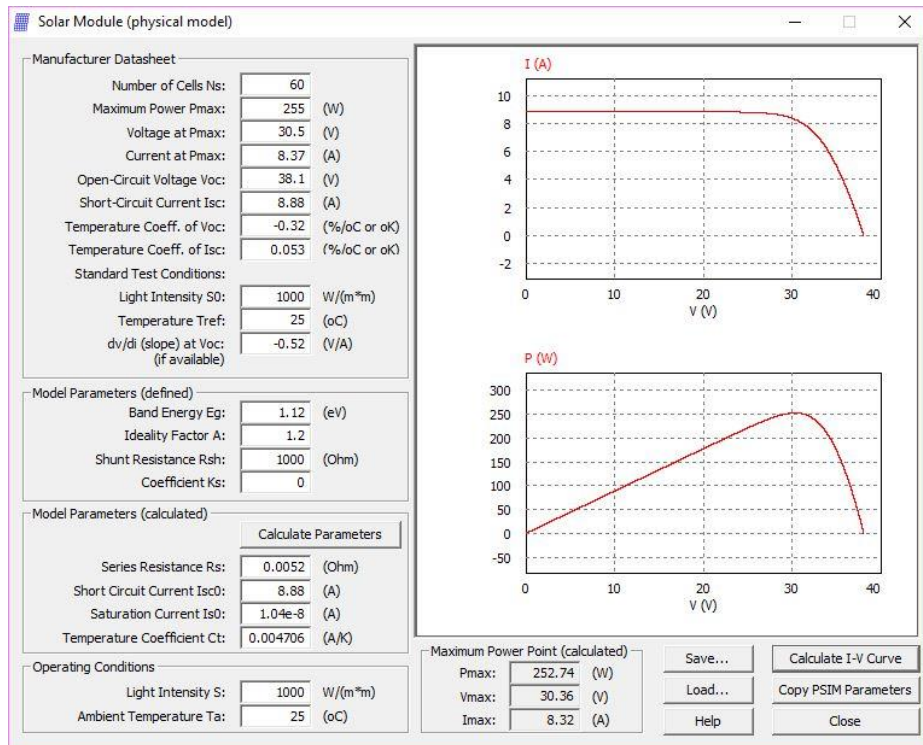 Solar Module (physical model)
Manufacturer Datasheet
Number of Cells Ns: 60
Maximum Power Pmax: 255 (W)
Voltage at Pmax: 30.5 (V)
Current at Pmax: 8.37 (A)
Open-Circuit Voltage Voc: 38.1 (V)
Short-Circuit Current Isc: 8.88 (A)
Temperature Coeff. of Voc: -0.32 (%/oC or oK)
Temperature Coeff. of Isc: 0.053 (%/oC or oK)
Standard Test Conditions:
Light Intensity S0: 1000 W/(m*m)
Temperature Tref: 25 (oC)
dv/di (slope) at Voc: -0.52 (V/A)
(if available)
Model Parameters (defined)
Band Energy Eg: 1.12 (eV)
Ideality Factor A: 1.2
Shunt Resistance Rsh: 1000 (Ohm)
Coefficient Ks: 0
Model Parameters (calculated)
Calculate Parameters
Series Resistance Rs: 0.0052 (Ohm)
Short Circuit Current Isc0: 8.88 (A)
Saturation Current Is0: 1.04e-8 (A)
Temperature Coefficient Ct: 0.004706 (A/K)
Operating Conditions
Light Intensity S: 1000 W/(m*m)
Ambient Temperature Ta: 25 (oC)
I (A)
10
8
6
4
2
0
-2
0 10 20 30 40
V (V)
P (W)
300
250
200
150
100
50
0
-50
0 10 20 30 40
V (V)
Maximum Power Point (calculated)
Pmax: 252.74 (W)
Vmax: 30.36 (V)
Imax: 8.32 (A)
Save... Calculate I-V Curve
Load... Copy PSIM Parameters
Help Close